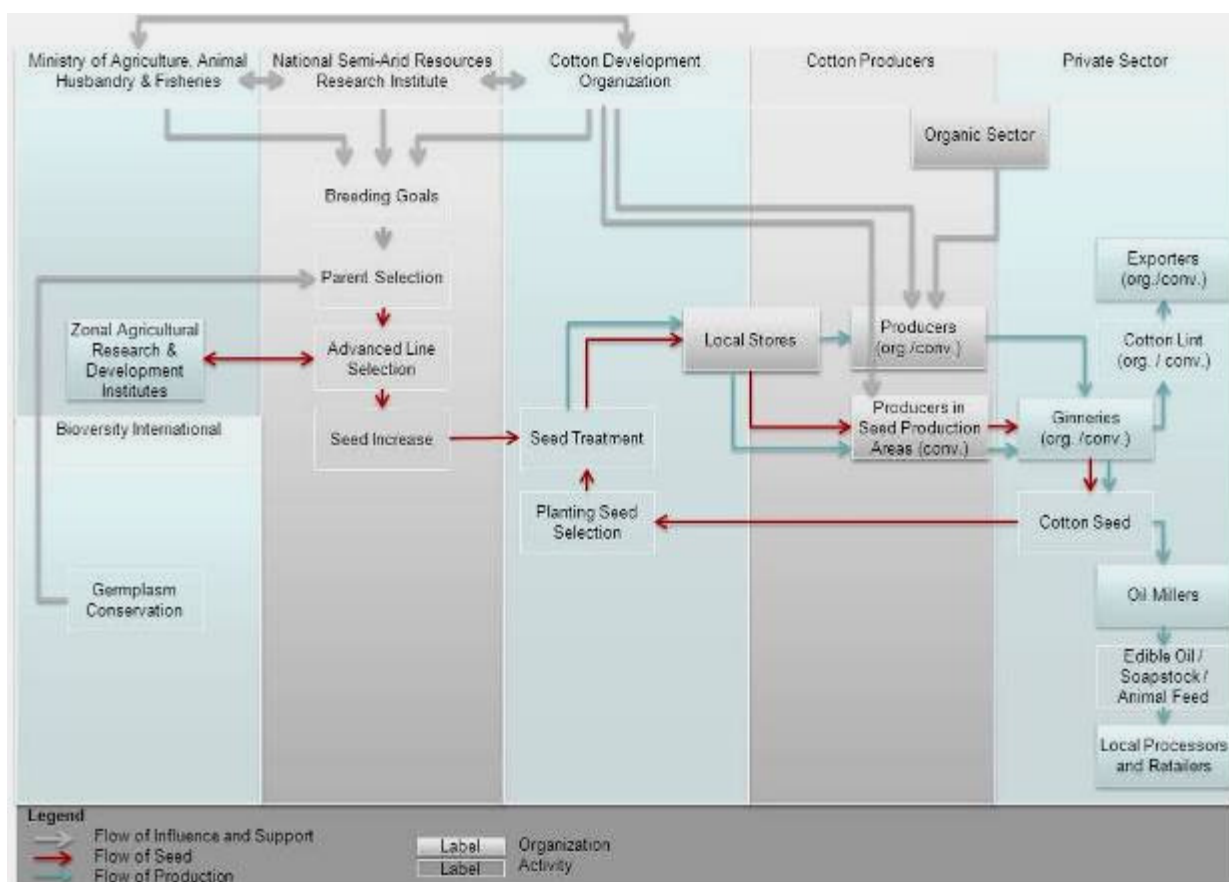 Ministry of Agriculture, Animal
Husbandry & Fisheries
National Semi-Arid Resources
Research Institute
Cotton Development
Organization
Cotton Producers
Private Sector
Organic Sector
Breeding Goals
Parent Selection
Zonal Agricultural
Research &
Development
Institutes
Advanced Line
Selection
Local Stores
Producers
(org./conv.)
Exporters
(org./conv.)
Cotton Lint
(org. / conv.)
Bioversity International
Seed Increase
Seed Treatment
Producers in
Seed Production
Areas (conv.)
Ginneries
(org. /conv.)
Planting Seed
Selection
Cotton Seed
Germplasm
Conservation
Oil Millers
Edible Oil /
Soapstock /
Animal Feed
Local Processors
and Retailers
Legend
Flow of Influence and Support
Flow of Seed
Flow of Production
Label
Organization
Label
Activity